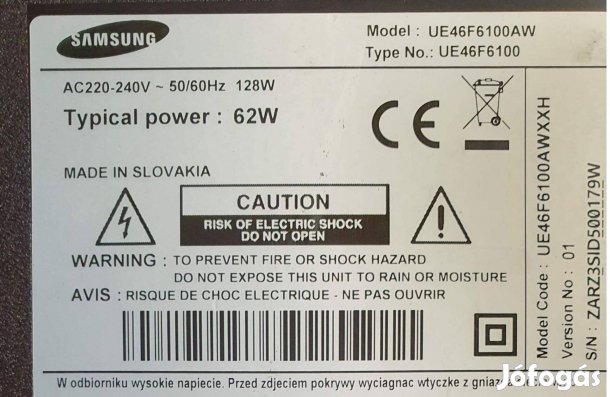 SAMSUNG
Model : UE46F6100AW
Type No.: UE46F6100
AC220-240V ~ 50/60Hz 128W
Typical power : 62W
CE
MADE IN SLOVAKIA
CAUTION
RISK OF ELECTRIC SHOCK
DO NOT OPEN
WARNING : TO PREVENT FIRE OR SHOCK HAZARD
DO NOT EXPOSE THIS UNIT TO RAIN OR MOISTURE
AVIS : RISQUE DE CHOC ELECTRIQUE - NE PAS OUVRIR
W odbiorniku wysokie napiecie. Przed zdjeciem pokrywy wyciagnac wtyczke z
Model Code : UE46F6100AWXXH
Version No : 01
S/N : ZARZ3SID500179W
Jófogás